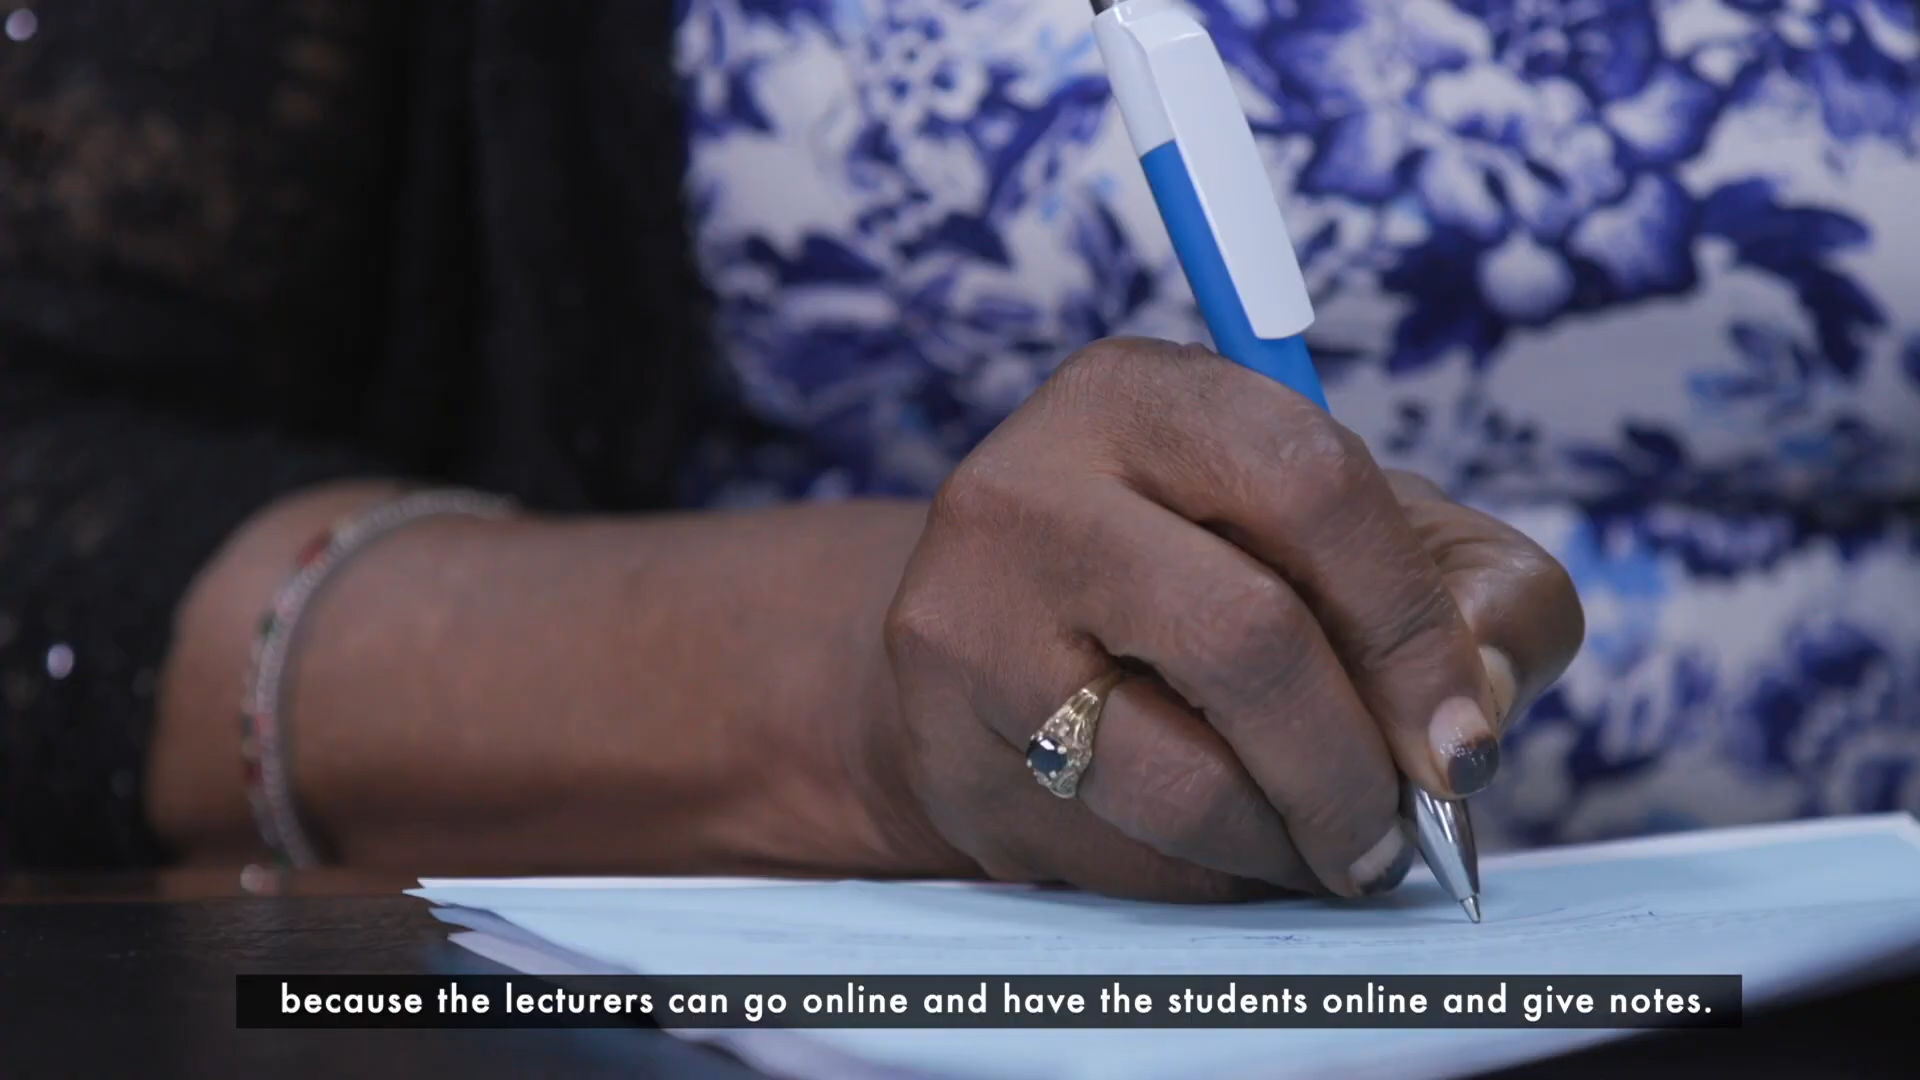 because the lecturers can go online and have the students online and give notes.